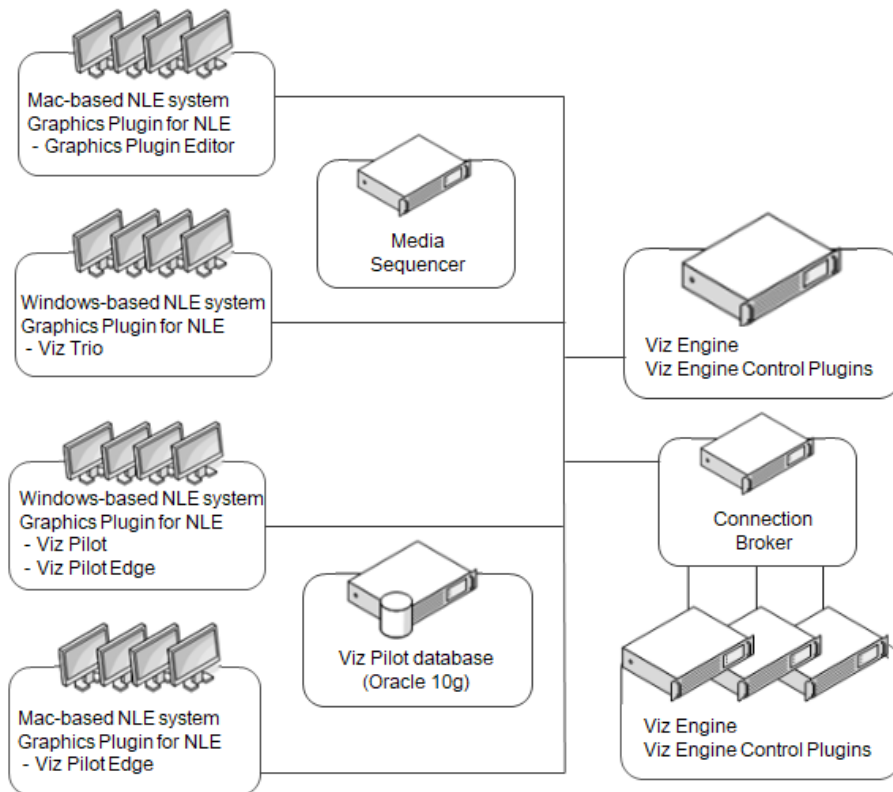 Mac-based NLE system
Graphics Plugin for NLE
- Graphics Plugin Editor
Media
Sequencer
Windows-based NLE system
Graphics Plugin for NLE
- Viz Trio
Viz Engine
Viz Engine Control Plugins
Windows-based NLE system
Graphics Plugin for NLE
- Viz Pilot
- Viz Pilot Edge
Connection
Broker
Viz Pilot database
(Oracle 10g)
Mac-based NLE system
Graphics Plugin for NLE
- Viz Pilot Edge
Viz Engine
Viz Engine Control Plugins